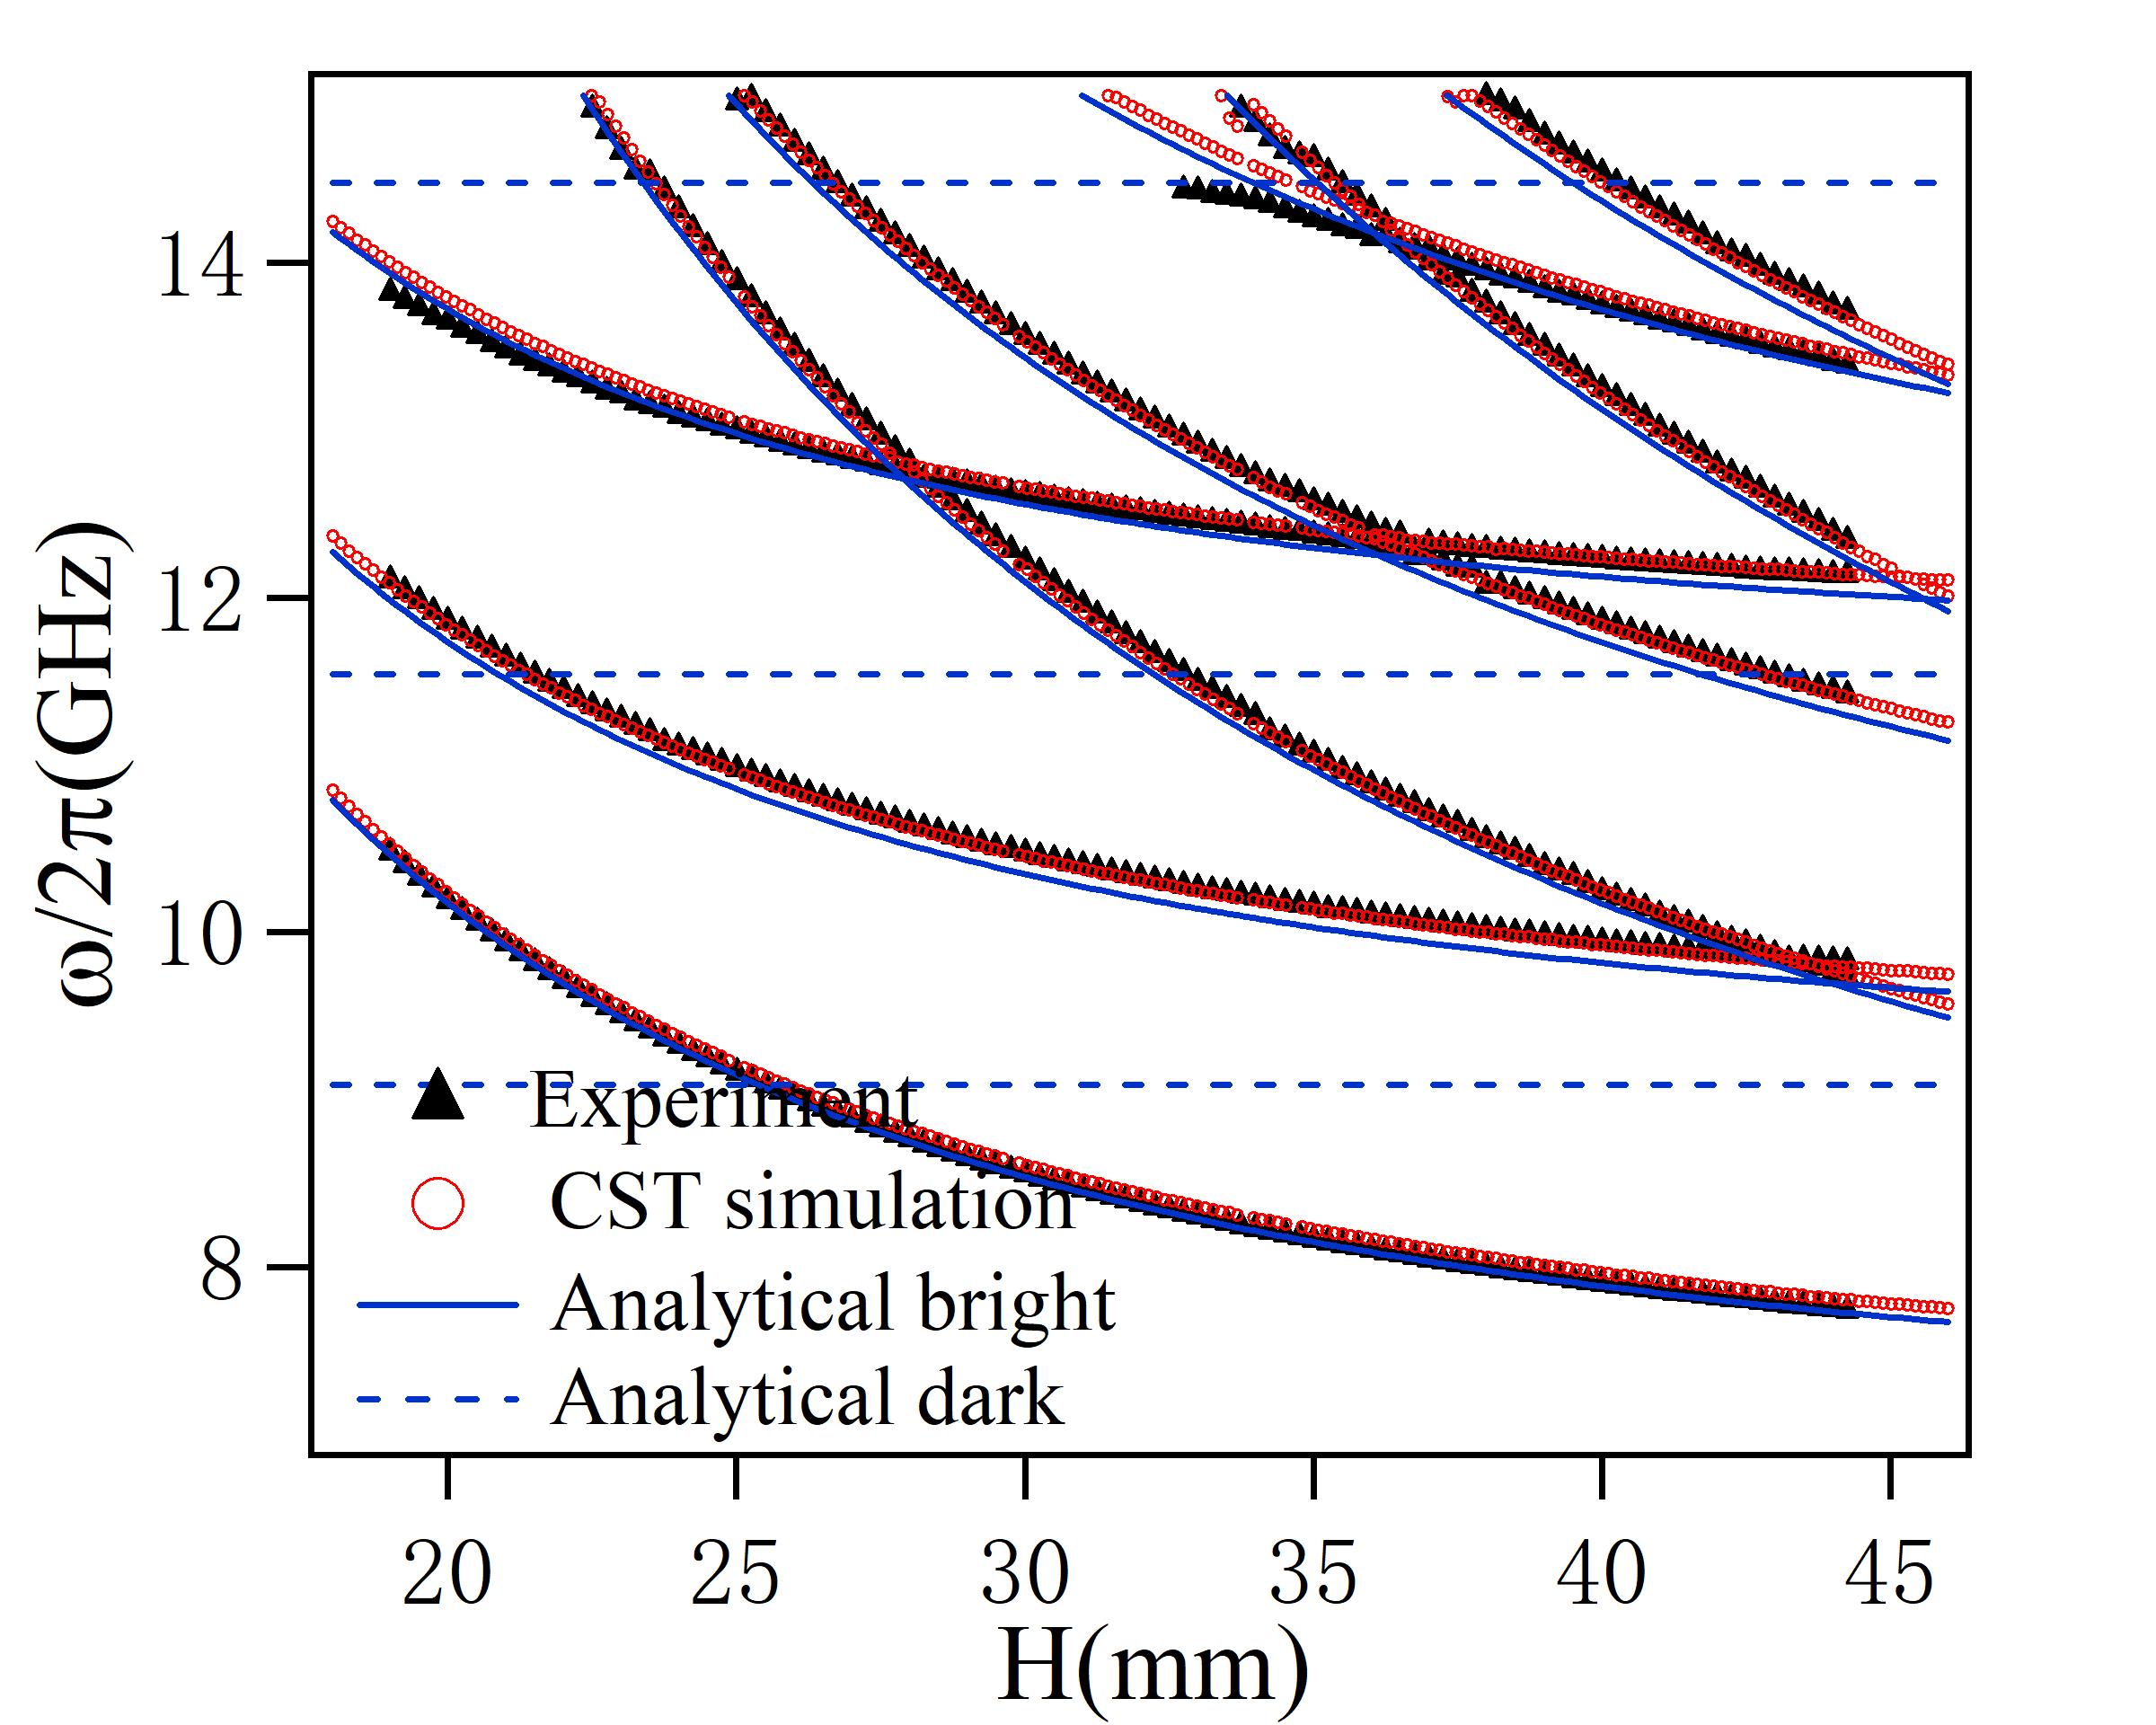 ω/2π(GHz)
14
12
10
8
Experiment
CST simulation
Analytical bright
Analytical dark
20 25 30 35 40 45
H(mm)